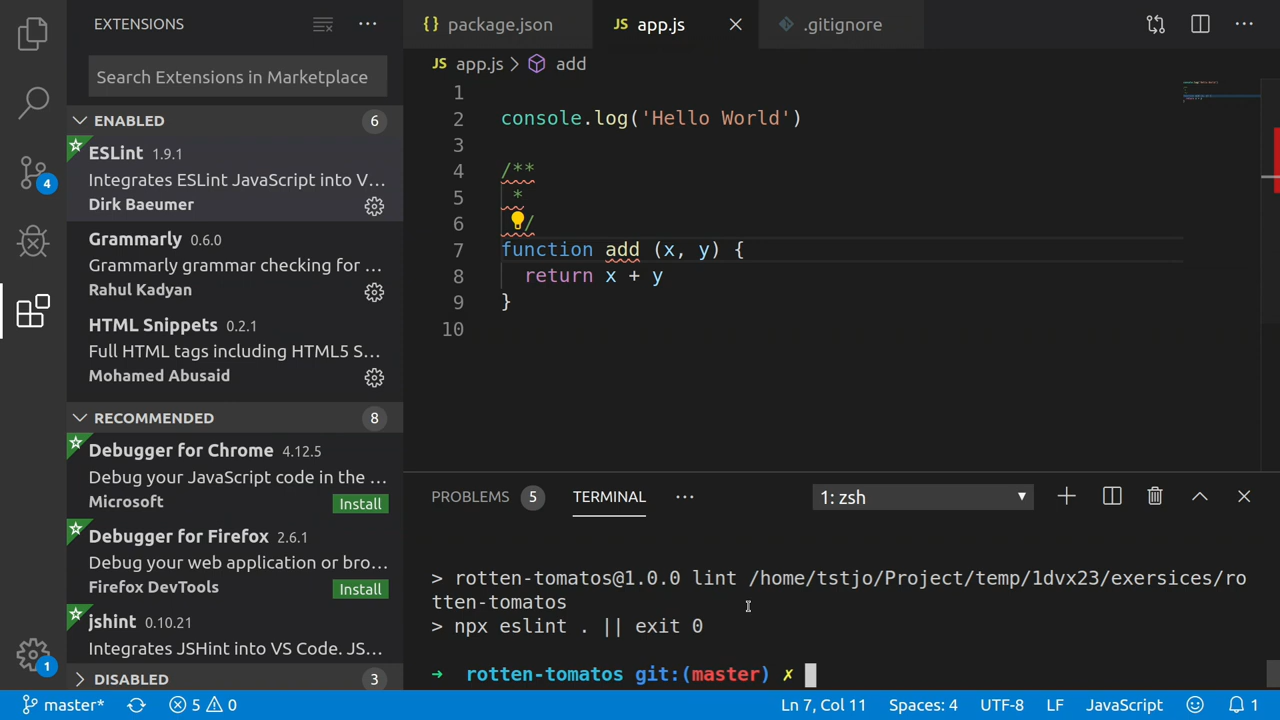 EXTENSIONS
Search Extensions in Marketplace
ENABLED 6
ESLint 1.9.1
Integrates ESLint JavaScript into V...
Dirk Baeumer
Grammarly 0.6.0
Grammarly grammar checking for ...
Rahul Kadyan
HTML Snippets 0.2.1
Full HTML tags including HTML5 S...
Mohamed Abusaid
RECOMMENDED 8
Debugger for Chrome 4.12.5
Debug your JavaScript code in the ...
Microsoft Install
Debugger for Firefox 2.6.1
Debug your web application or bro...
Firefox DevTools Install
jshint 0.10.21
Integrates JSHint into VS Code. JS...
DISABLED 3
4
1
{} package.json JS app.js .gitignore
JS app.js > add
1
2 console.log('Hello World')
3
4 /**
5 *
6 /
7 function add (x, y) {
8 return x + y
9 }
10
PROBLEMS 5 TERMINAL ... 1: zsh
> rotten-tomatos@1.0.0 lint /home/tstjo/Project/temp/1dvx23/exersices/ro
tten-tomatos
> npx eslint . || exit 0
➜ rotten-tomatos git:(master) ✗
master* 5 0 Ln 7, Col 11 Spaces: 4 UTF-8 LF JavaScript 1